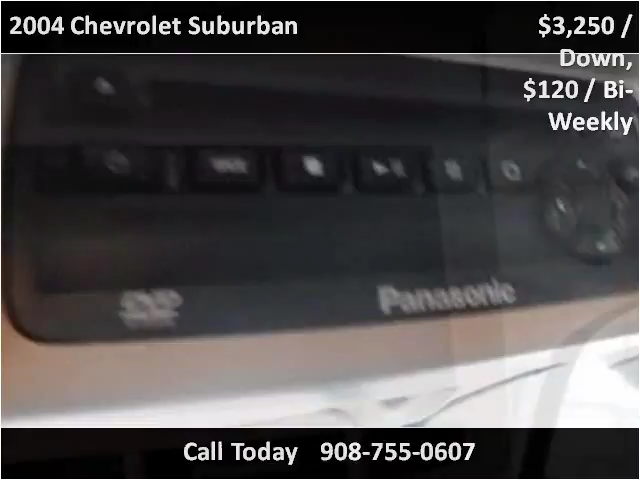 2004 Chevrolet Suburban
$3,250 /
Down,
$120 / Bi-
Weekly
DVD
Panasonic
Call Today 908-755-0607